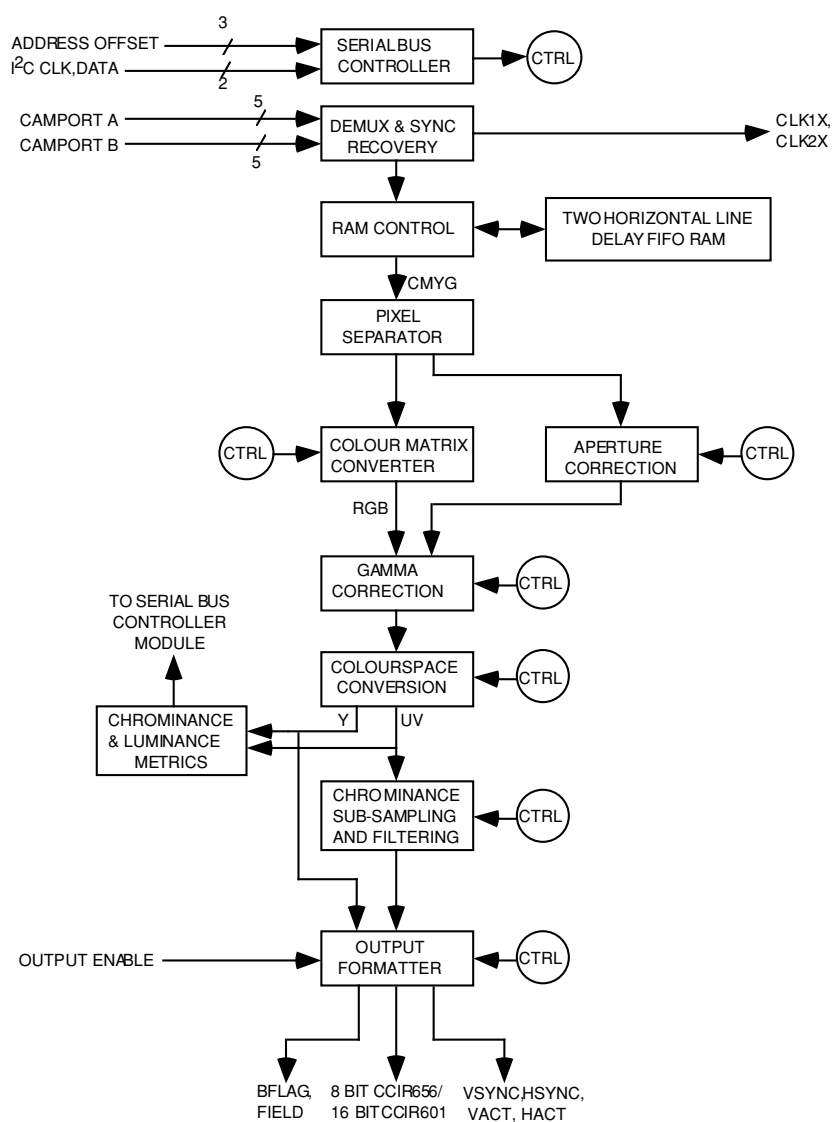 3
ADDRESS OFFSET
SERIAL BUS
CONTROLLER
CTRL
I²C CLK, DATA
2
CAMPORT A
5
DEMUX & SYNC
RECOVERY
CLK1X,
CLK2X
CAMPORT B
5
RAM CONTROL
TWO HORIZONTAL LINE
DELAY FIFO RAM
CMYG
PIXEL
SEPARATOR
CTRL
COLOUR MATRIX
CONVERTER
APERTURE
CORRECTION
CTRL
RGB
GAMMA
CORRECTION
CTRL
TO SERIAL BUS
CONTROLLER
MODULE
COLOURSPACE
CONVERSION
CTRL
Y
UV
CHROMINANCE
& LUMINANCE
METRICS
CHROMINANCE
SUB-SAMPLING
AND FILTERING
CTRL
OUTPUT ENABLE
OUTPUT
FORMATTER
CTRL
BFLAG,
FIELD
8 BIT CCIR656/
16 BIT CCIR601
VSYNC, HSYNC,
VACT, HACT